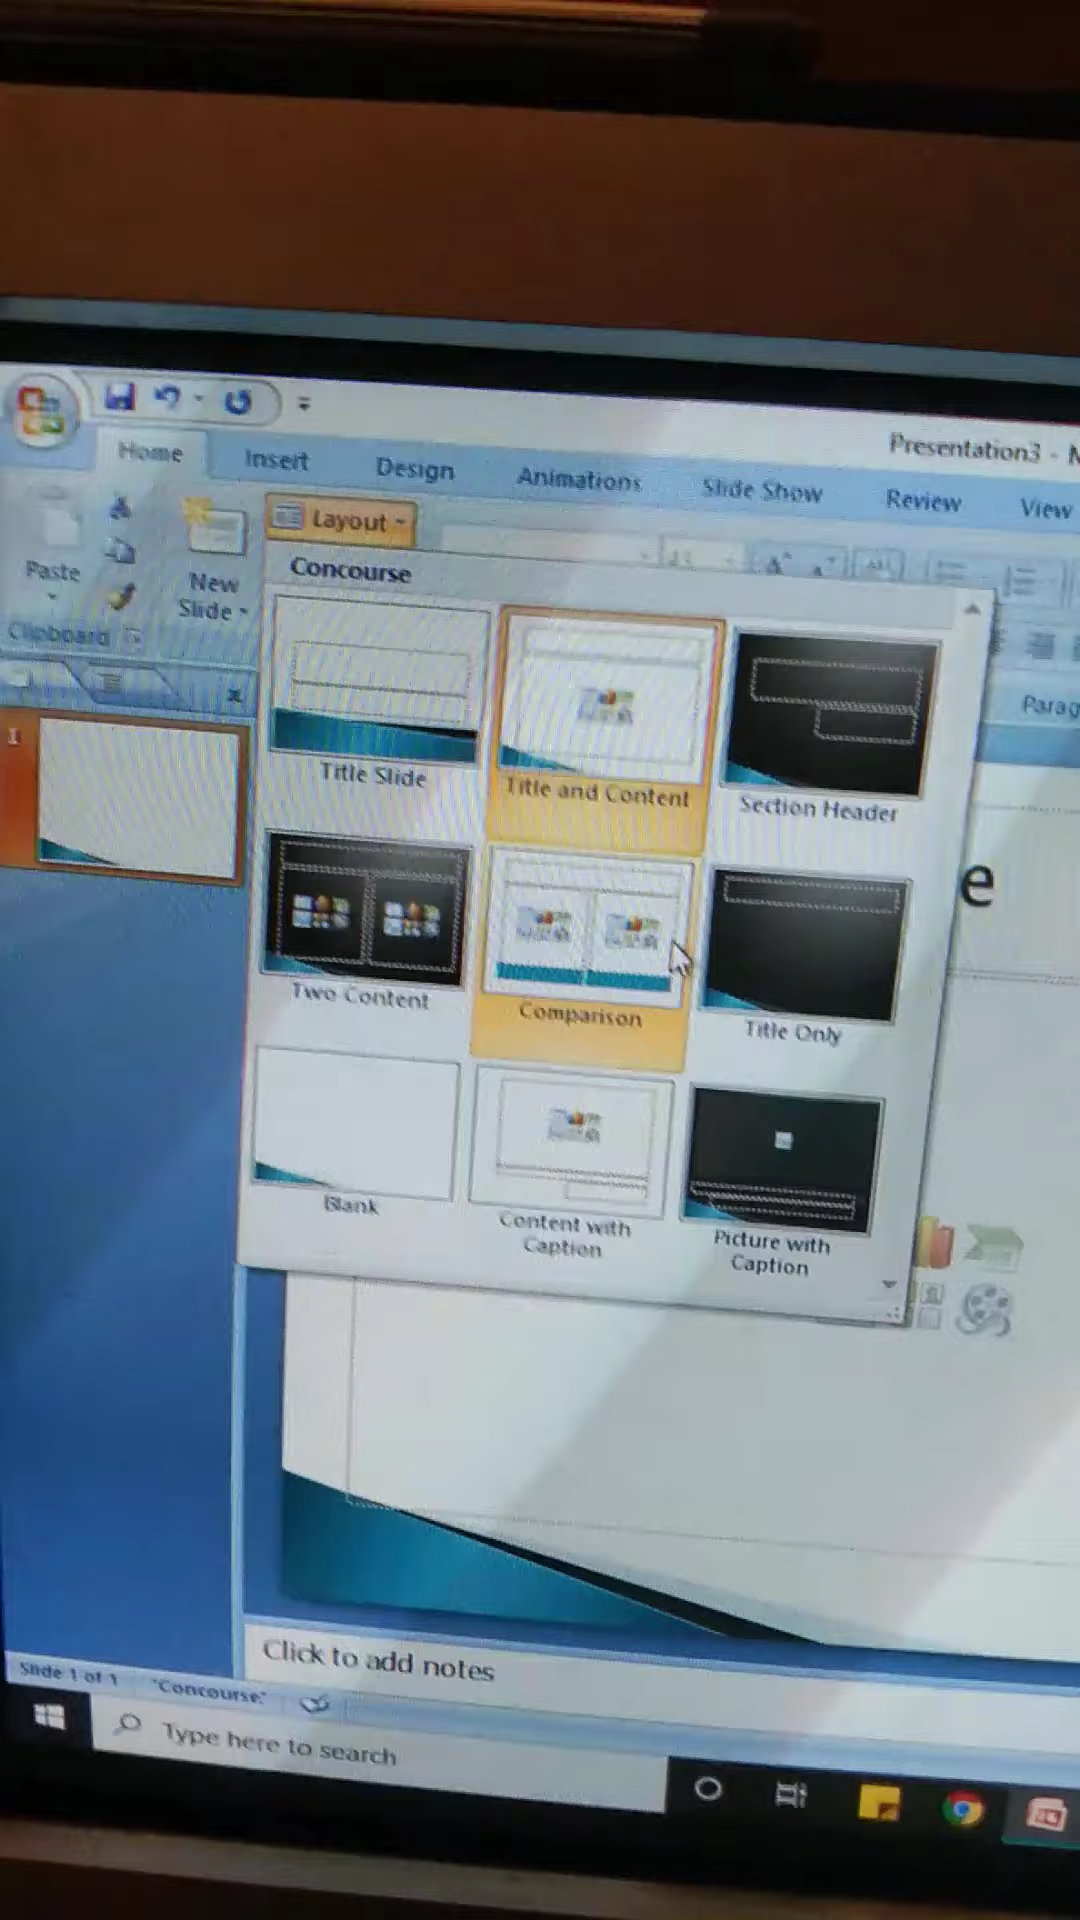 Presentation3 - M
Home Insert Design Animations Slide Show Review View
Layout
Paste
New
Slide
Clipboard
Parag
Concourse
Title Slide
Title and Content
Section Header
1
e
Two Content
Comparison
Title Only
Blank
Content with
Caption
Picture with
Caption
Click to add notes
Slide 1 of 1 "Concourse"
Type here to search